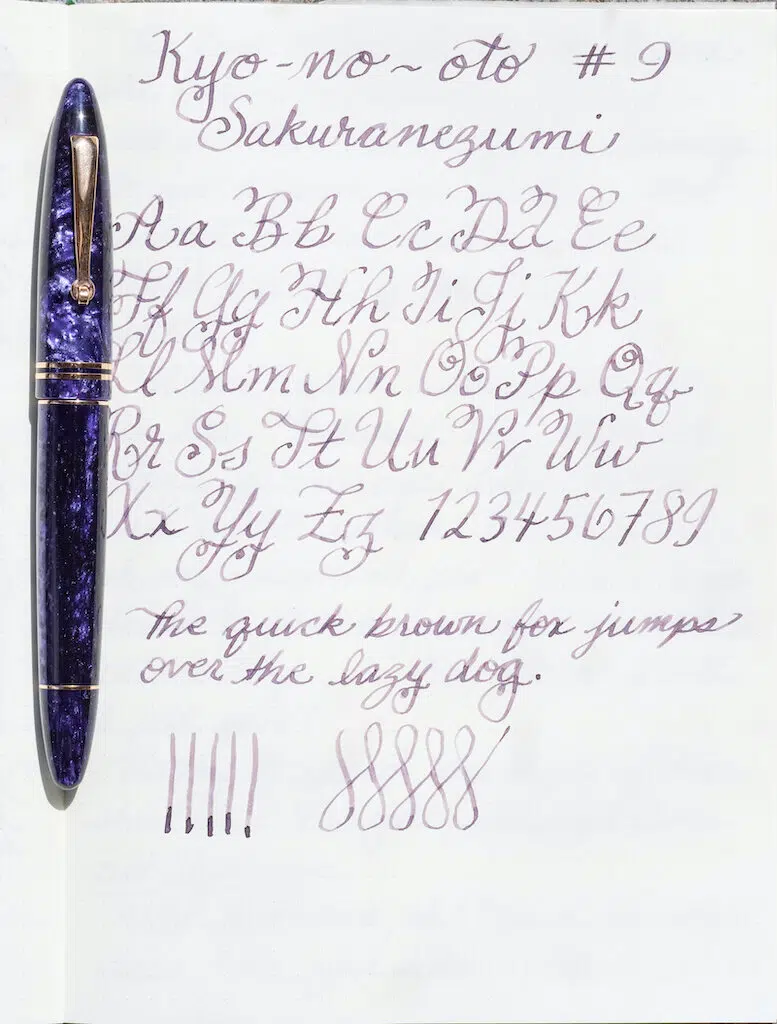 Kyo-no~oto #9
Sakuranezumi
Aa Bb Cc Dd Ee
Ff Gg Hh Ii Jj Kk
Ll Mm Nn Oo Pp Qq
Rr Ss Tt Uu Vv Ww
Xx Yy Zz 123456789
The quick brown fox jumps
over the lazy dog.